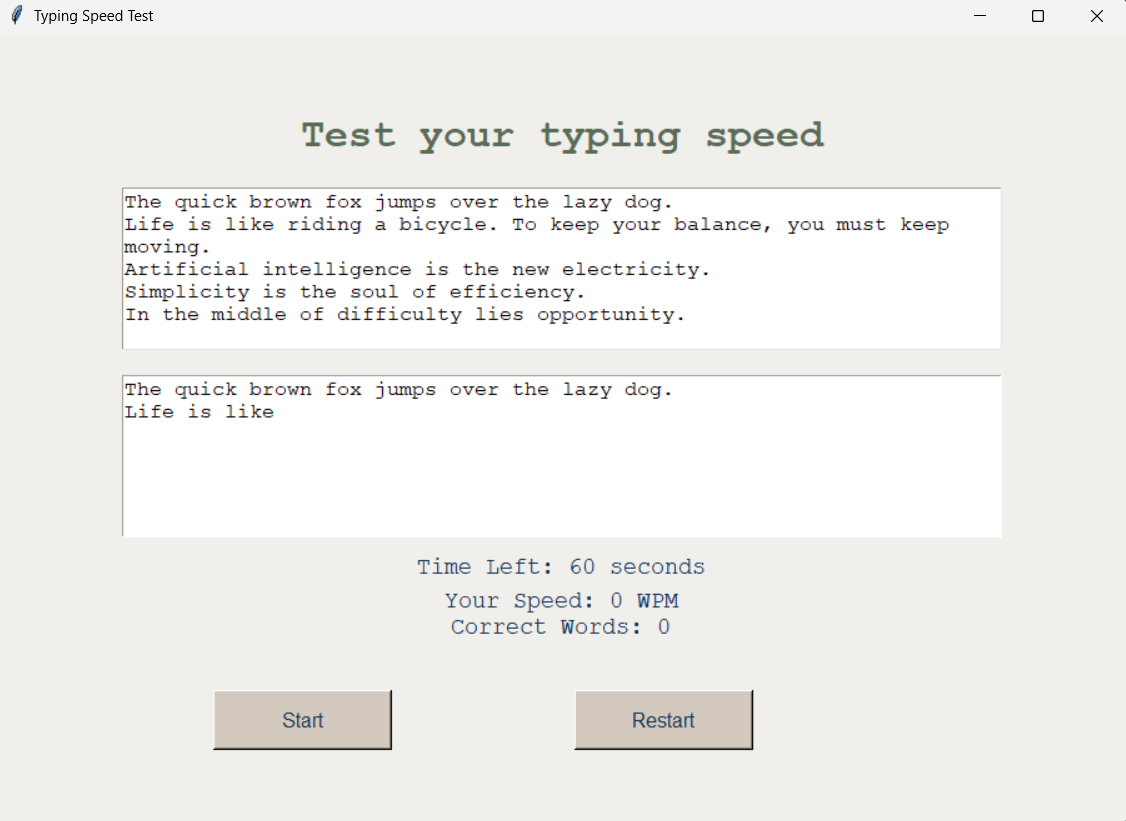 Typing Speed Test
Test your typing speed
The quick brown fox jumps over the lazy dog.
Life is like riding a bicycle. To keep your balance, you must keep
moving.
Artificial intelligence is the new electricity.
Simplicity is the soul of efficiency.
In the middle of difficulty lies opportunity.
The quick brown fox jumps over the lazy dog.
Life is like
Time Left: 60 seconds
Your Speed: 0 WPM
Correct Words: 0
Start
Restart